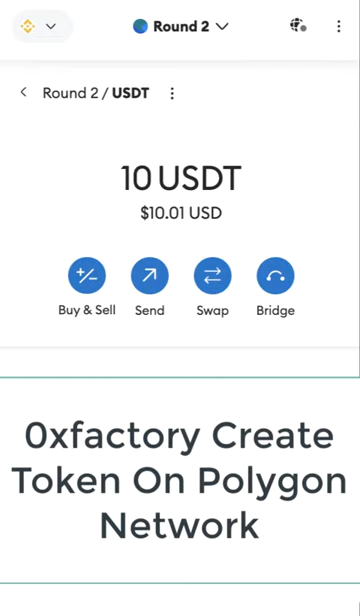 Round 2
Round 2 / USDT
10 USDT
$10.01 USD
Buy & Sell Send Swap Bridge
0xfactory Create
Token On Polygon
Network